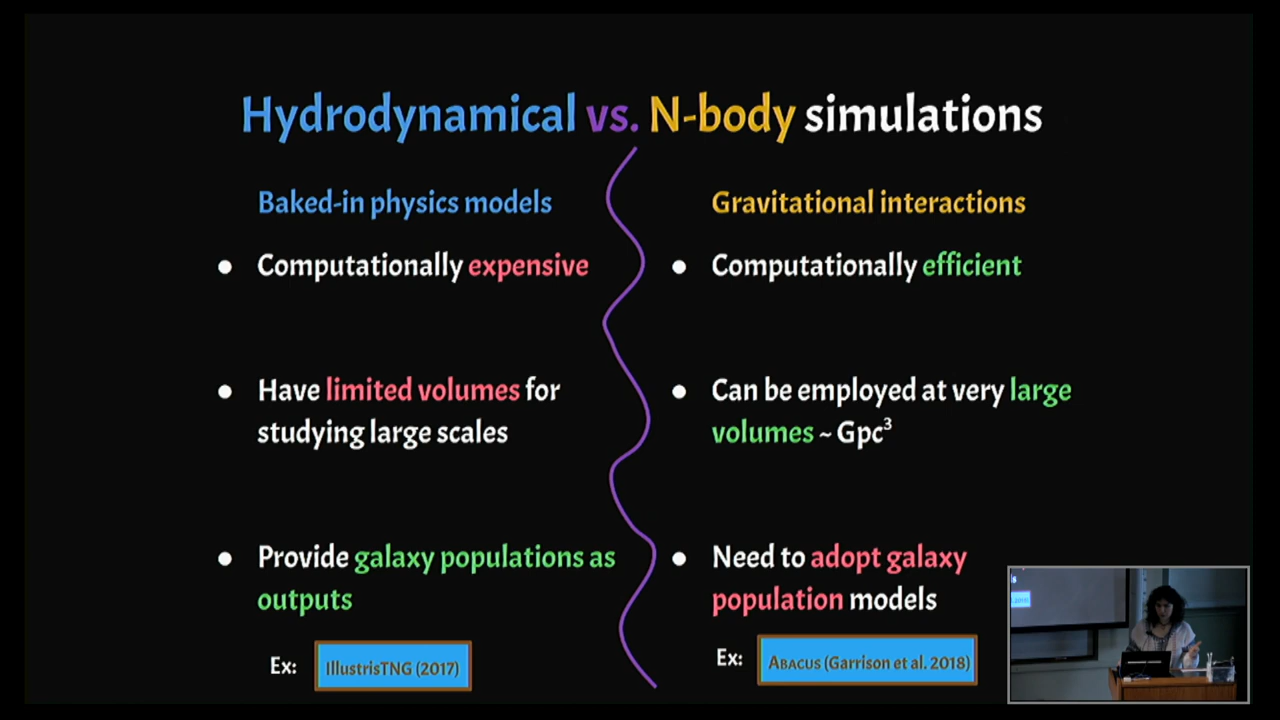 Hydrodynamical vs. N-body simulations
Baked-in physics models
● Computationally expensive
● Have limited volumes for
studying large scales
● Provide galaxy populations as
outputs
Ex: IllustrisTNG (2017)
Gravitational interactions
● Computationally efficient
● Can be employed at very large
volumes ~ Gpc³
● Need to adopt galaxy
population models
Ex: ABACUS (Garrison et al. 2018)